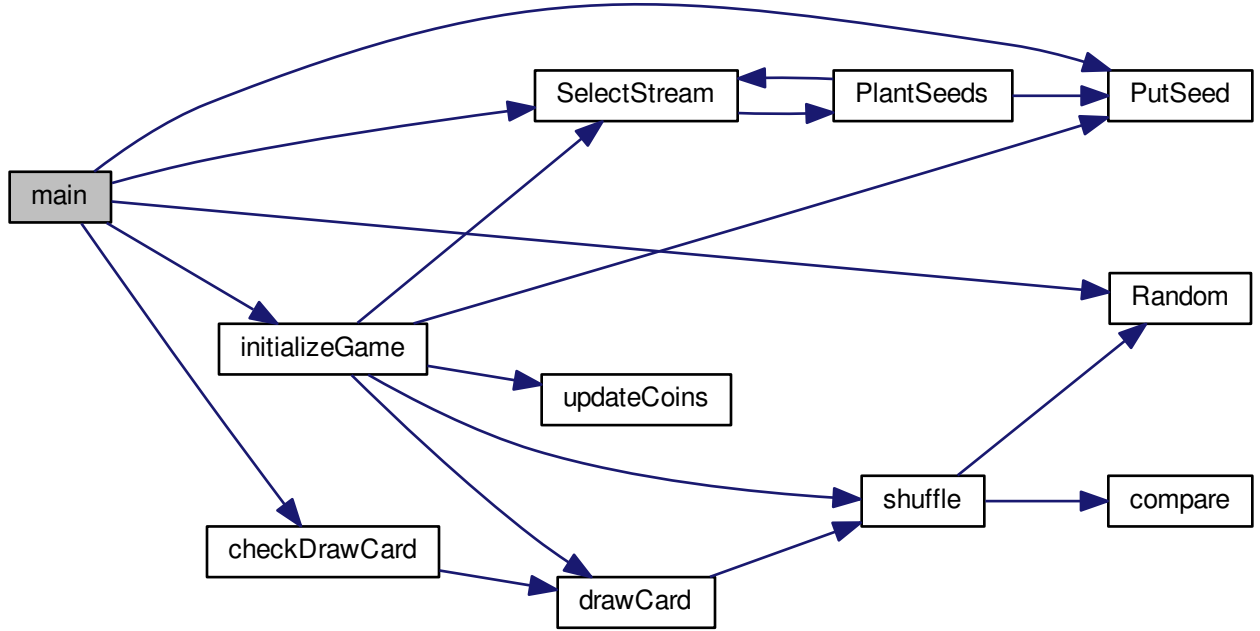 SelectStream
PlantSeeds
PutSeed
main
Random
initializeGame
updateCoins
shuffle
compare
checkDrawCard
drawCard